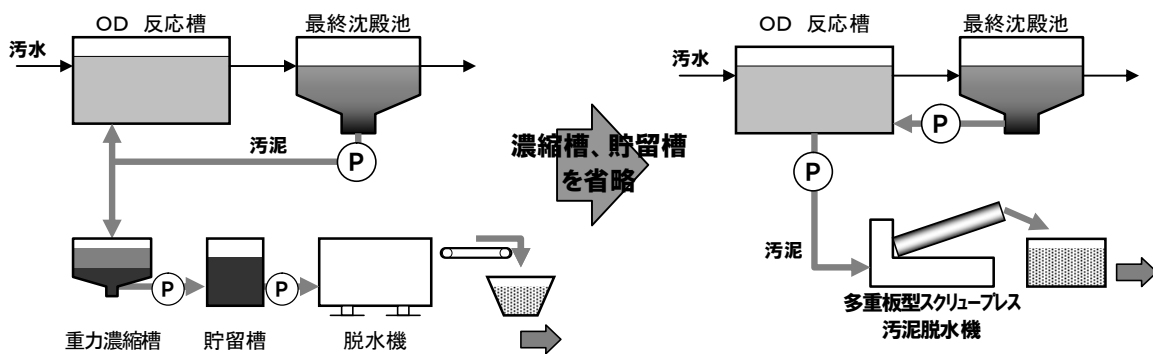 OD 反応槽
最終沈殿池
汚水
汚泥
P
重力濃縮槽
P
貯留槽
P
脱水機
濃縮槽、貯留槽
を省略
OD 反応槽
最終沈殿池
汚水
P
P
汚泥
多重板型スクリュープレス
汚泥脱水機